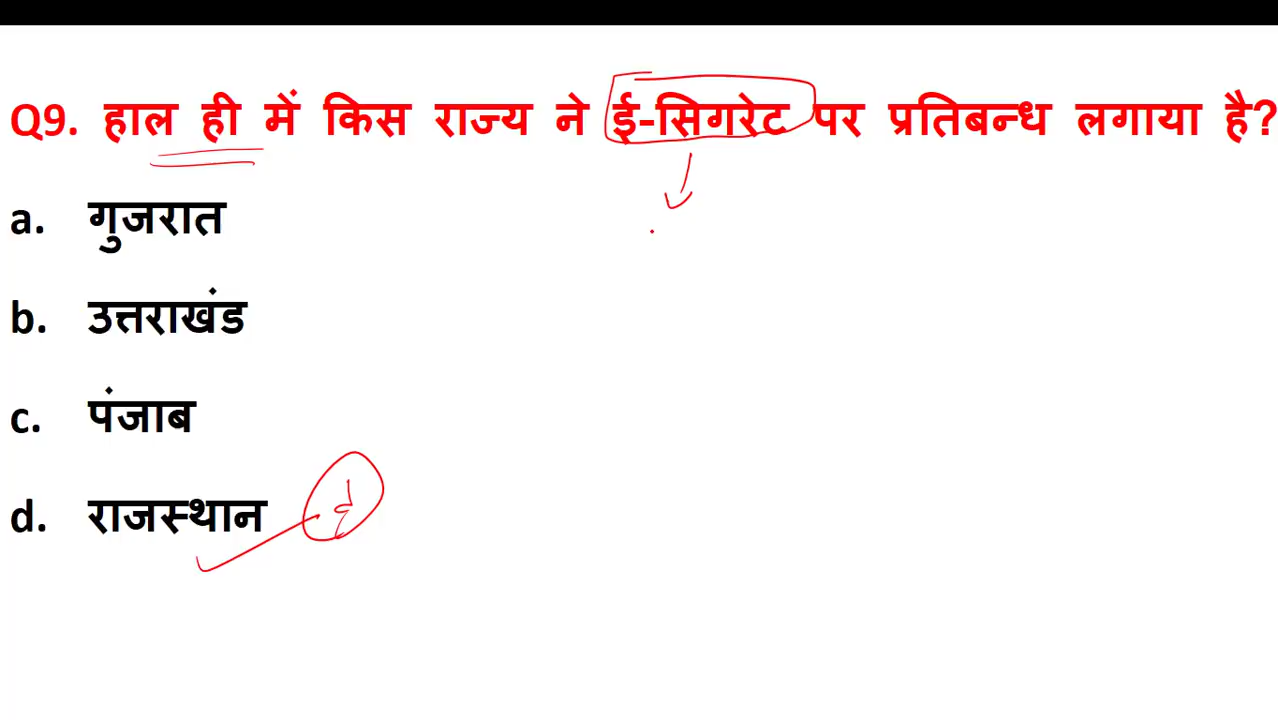 Q9. हाल ही में किस राज्य ने ई-सिगरेट पर प्रतिबन्ध लगाया है?
a. गुजरात
b. उत्तराखंड
c. पंजाब
d. राजस्थान